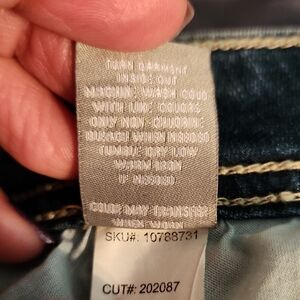 TURN GARMENT
INSIDE OUT
MACHINE WASH COLD
WITH LIKE COLORS
ONLY NON CHLORINE
BLEACH WHEN NEEDED
TUMBLE DRY LOW
WARM IRON
IF NEEDED
COLOR MAY TRANSFER
WHEN WORN
SKU#: 10788731
CUT#: 202087